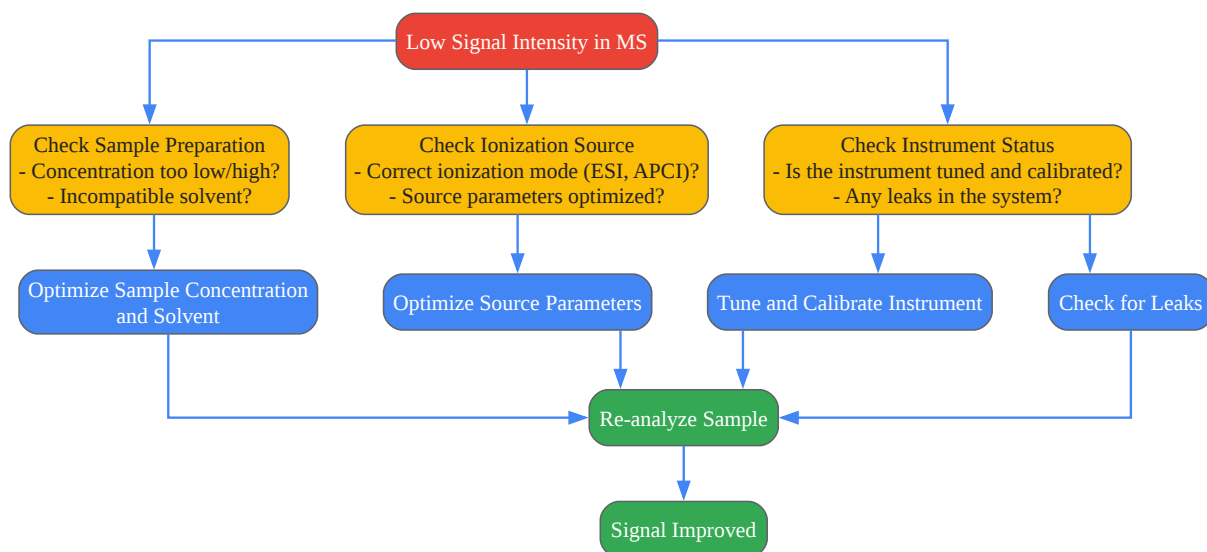 Low Signal Intensity in MS
Check Sample Preparation
- Concentration too low/high?
- Incompatible solvent?
Check Ionization Source
- Correct ionization mode (ESI, APCI)?
- Source parameters optimized?
Check Instrument Status
- Is the instrument tuned and calibrated?
- Any leaks in the system?
Optimize Sample Concentration
and Solvent
Optimize Source Parameters
Tune and Calibrate Instrument
Check for Leaks
Re-analyze Sample
Signal Improved